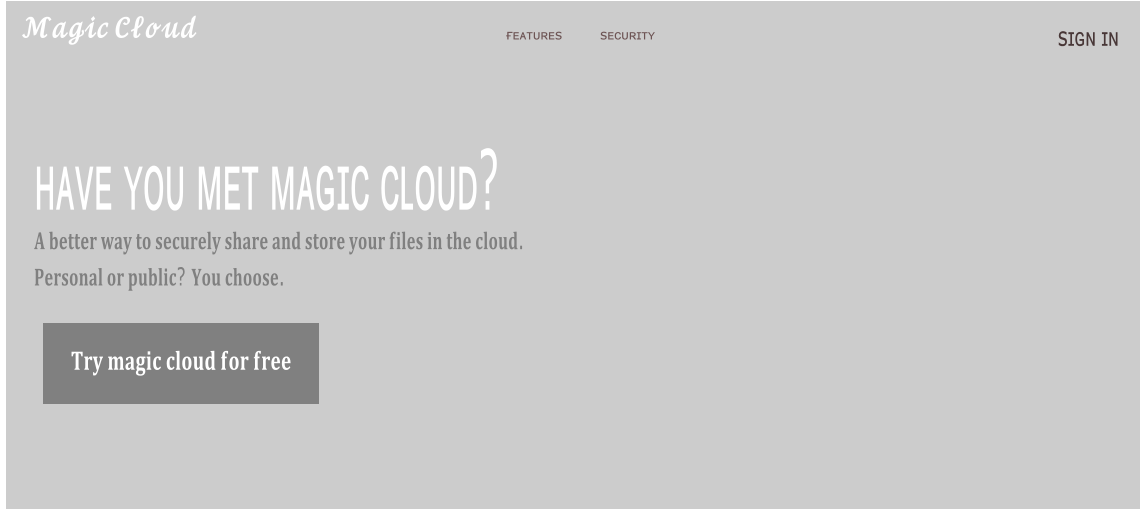 Magic Cloud
FEATURES SECURITY
SIGN IN
HAVE YOU MET MAGIC CLOUD?
A better way to securely share and store your files in the cloud.
Personal or public? You choose.
Try magic cloud for free